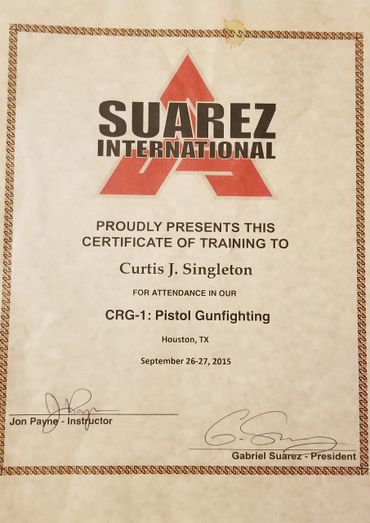 SUAREZ
INTERNATIONAL
PROUDLY PRESENTS THIS
CERTIFICATE OF TRAINING TO
Curtis J. Singleton
FOR ATTENDANCE IN OUR
CRG-1: Pistol Gunfighting
Houston, TX
September 26-27, 2015
Jon Payne - Instructor
Gabriel Suarez - President